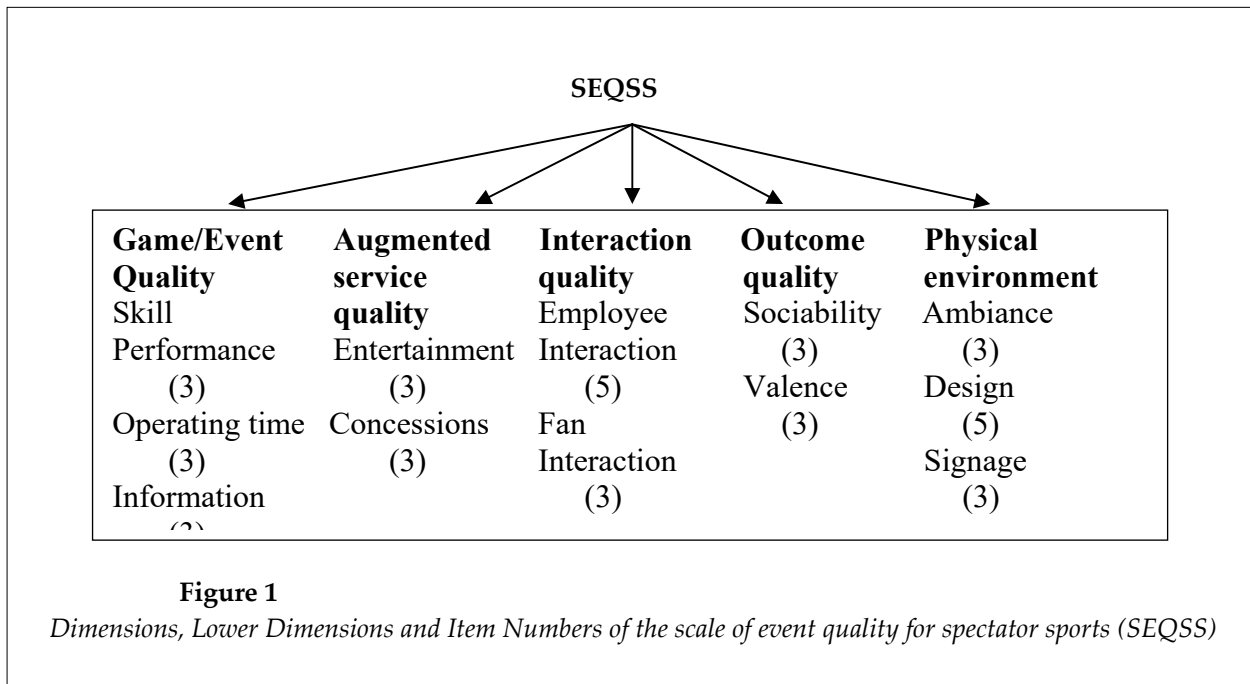 SEQSS
Game/Event
Quality
Skill
Performance
(3)
Operating time
(3)
Information
Augmented
service
quality
Entertainment
(3)
Concessions
(3)
Interaction
quality
Employee
Interaction
(5)
Fan
Interaction
(3)
Outcome
quality
Sociability
(3)
Valence
(3)
Physical
environment
Ambiance
(3)
Design
(5)
Signage
(3)
Figure 1
Dimensions, Lower Dimensions and Item Numbers of the scale of event quality for spectator sports (SEQSS)